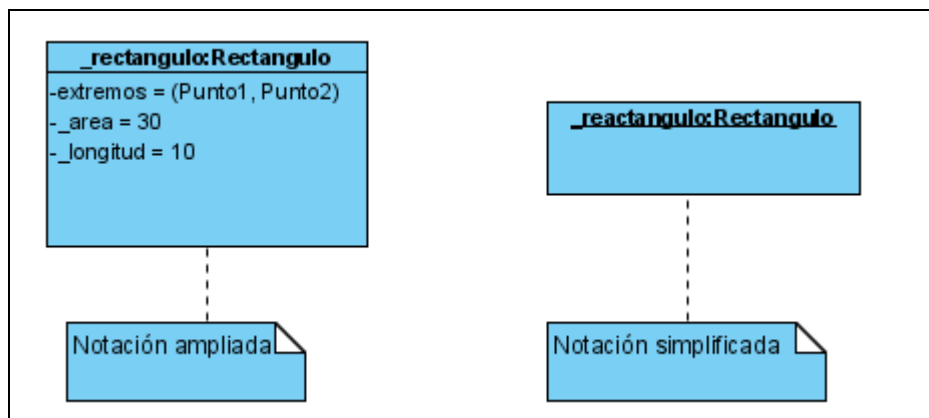 _rectangulo:Rectangulo
-extremos = (Punto1, Punto2)
-_area = 30
-_longitud = 10
Notación ampliada
_reactangulo:Rectangulo
Notación simplificada